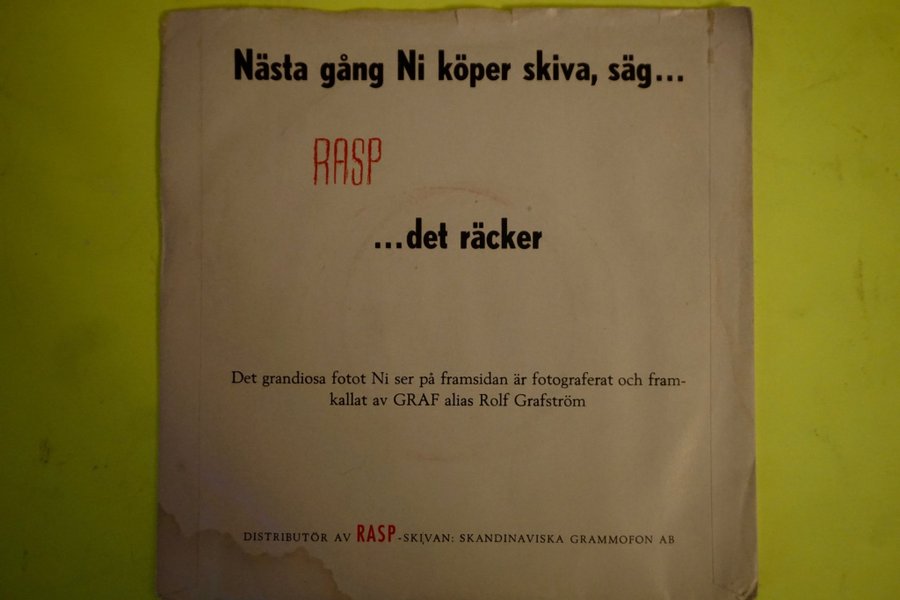 Nästa gång Ni köper skiva, säg...
RASP
...det räcker
Det grandiosa fotot Ni ser på framsidan är fotograferat och fram-
kallat av GRAF alias Rolf Grafström
DISTRIBUTÖR AV RASP-SKIVAN: SKANDINAVISKA GRAMMOFON AB